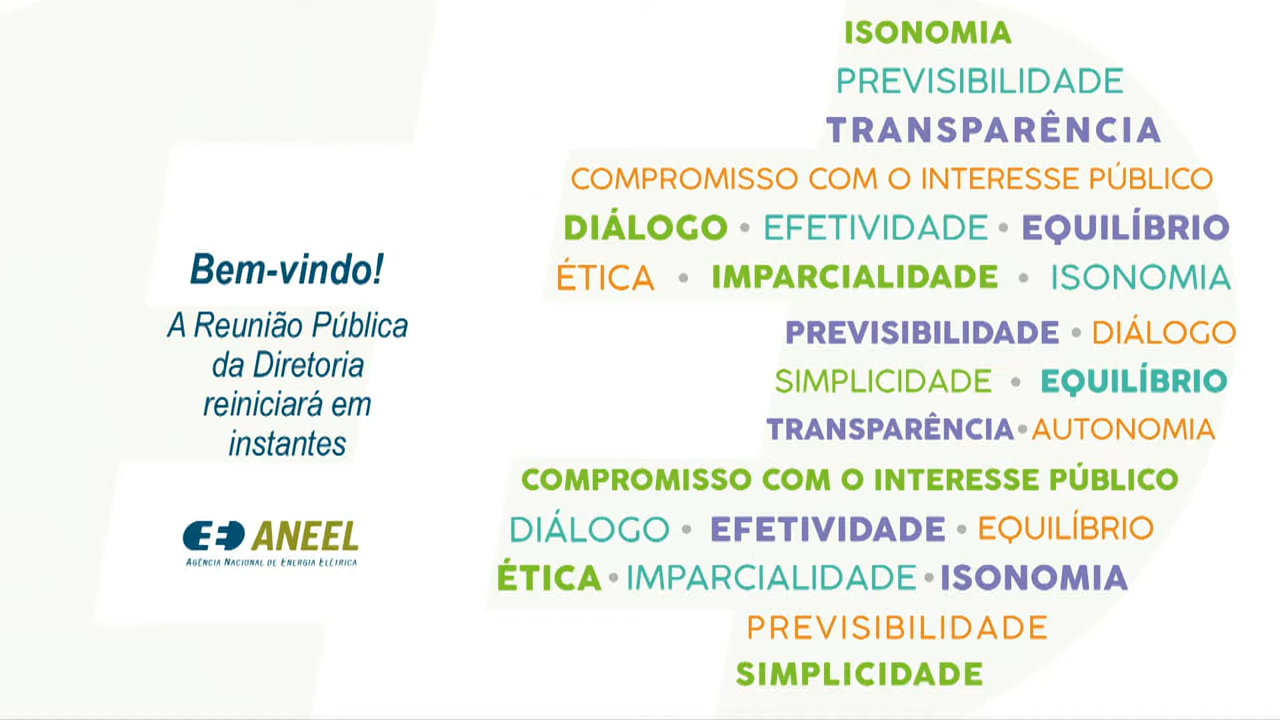 Bem-vindo!
A Reunião Pública
da Diretoria
reiniciará em
instantes
ANEEL
AGÊNCIA NACIONAL DE ENERGIA ELÉTRICA
ISONOMIA
PREVISIBILIDADE
TRANSPARÊNCIA
COMPROMISSO COM O INTERESSE PÚBLICO
DIÁLOGO • EFETIVIDADE • EQUILÍBRIO
ÉTICA • IMPARCIALIDADE • ISONOMIA
PREVISIBILIDADE • DIÁLOGO
SIMPLICIDADE • EQUILÍBRIO
TRANSPARÊNCIA • AUTONOMIA
COMPROMISSO COM O INTERESSE PÚBLICO
DIÁLOGO • EFETIVIDADE • EQUILÍBRIO
ÉTICA • IMPARCIALIDADE • ISONOMIA
PREVISIBILIDADE
SIMPLICIDADE